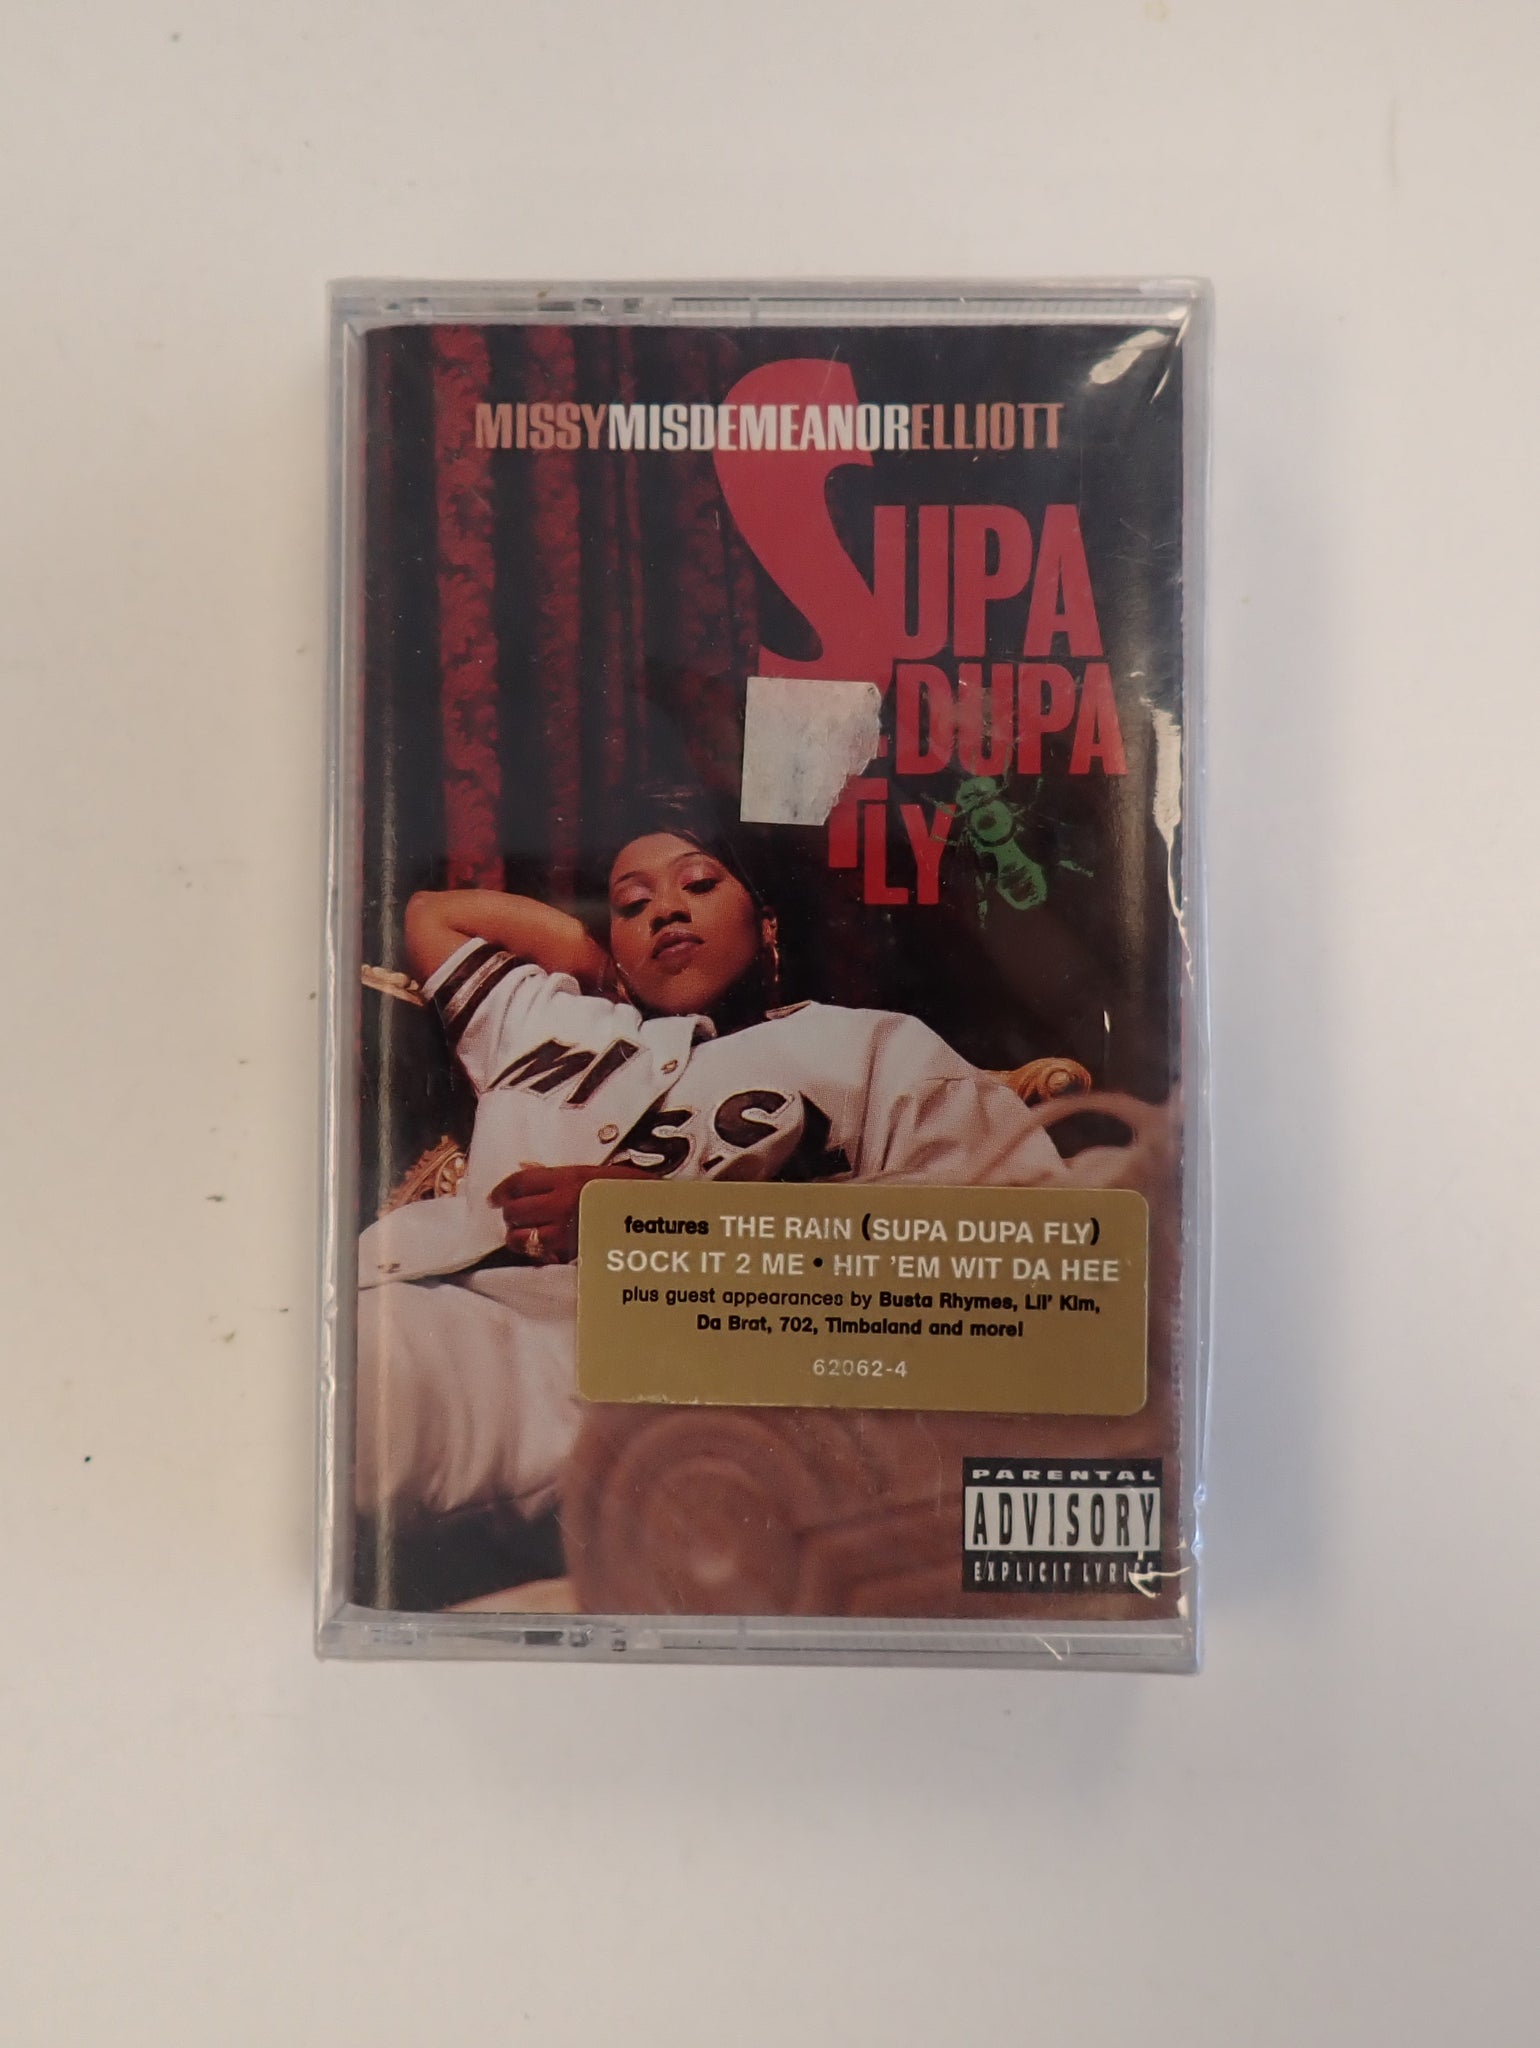 MISSYMISDEMEANORELLIOTT
SUPA
DUPA
FLY
MISSY
features THE RAIN (SUPA DUPA FLY)
SOCK IT 2 ME • HIT 'EM WIT DA HEE
plus guest appearances by Busta Rhymes, Lil' Kim,
Da Brat, 702, Timbaland and more!
62062-4
PARENTAL
ADVISORY
EXPLICIT LYRICS